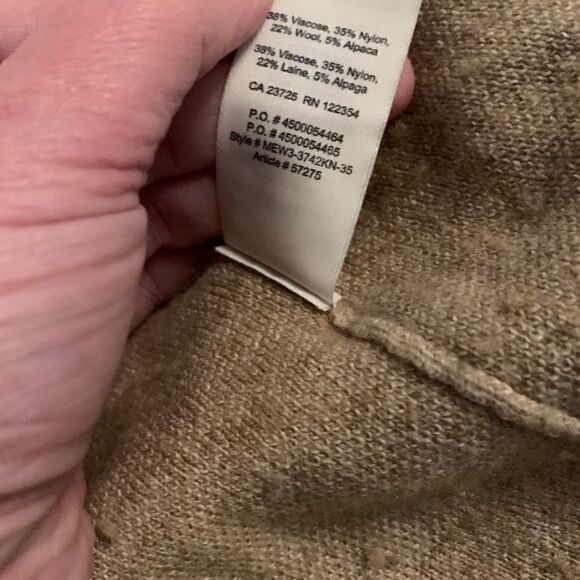 38% Viscose, 35% Nylon,
22% Wool, 5% Alpaca
38% Viscose, 35% Nylon,
22% Laine, 5% Alpaga
CA 23725 RN 122354
P.O. # 4500054464
P.O. # 4500054465
Style # MEW3-3742KN-35
Article # 57275